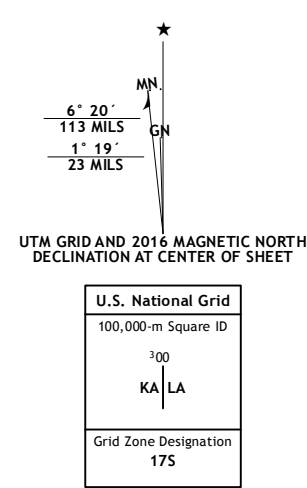 ★
MN.
6° 20´
113 MILS
GN
1° 19´
23 MILS
UTM GRID AND 2016 MAGNETIC NORTH
DECLINATION AT CENTER OF SHEET
U.S. National Grid
100,000-m Square ID
³00
KA LA
Grid Zone Designation
17S